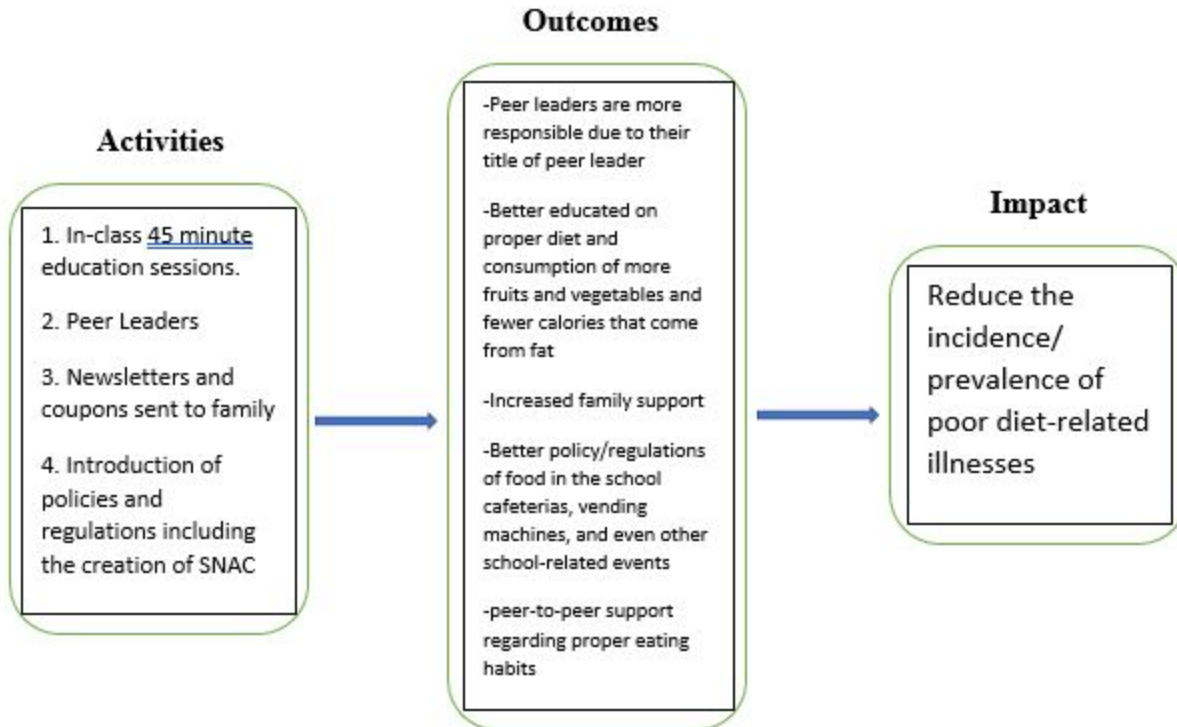 Activities
1. In-class 45 minute
education sessions.
2. Peer Leaders
3. Newsletters and
coupons sent to family
4. Introduction of
policies and
regulations including
the creation of SNAC
Outcomes
-Peer leaders are more
responsible due to their
title of peer leader
-Better educated on
proper diet and
consumption of more
fruits and vegetables and
fewer calories that come
from fat
-Increased family support
-Better policy/regulations
of food in the school
cafeterias, vending
machines, and even other
school-related events
-peer-to-peer support
regarding proper eating
habits
Impact
Reduce the
incidence/
prevalence of
poor diet-related
illnesses